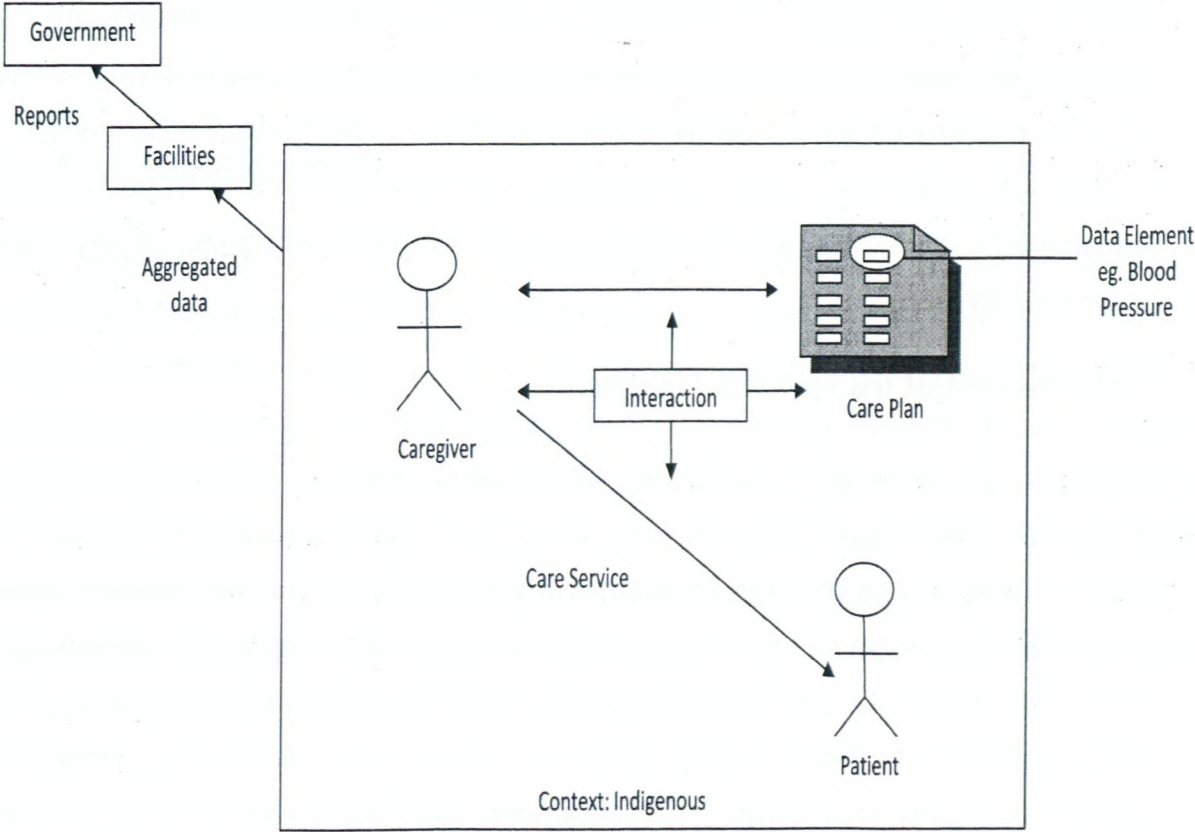 Government
Reports
Facilities
Aggregated
data
Data Element
eg. Blood
Pressure
Interaction
Care Plan
Caregiver
Care Service
Patient
Context: Indigenous